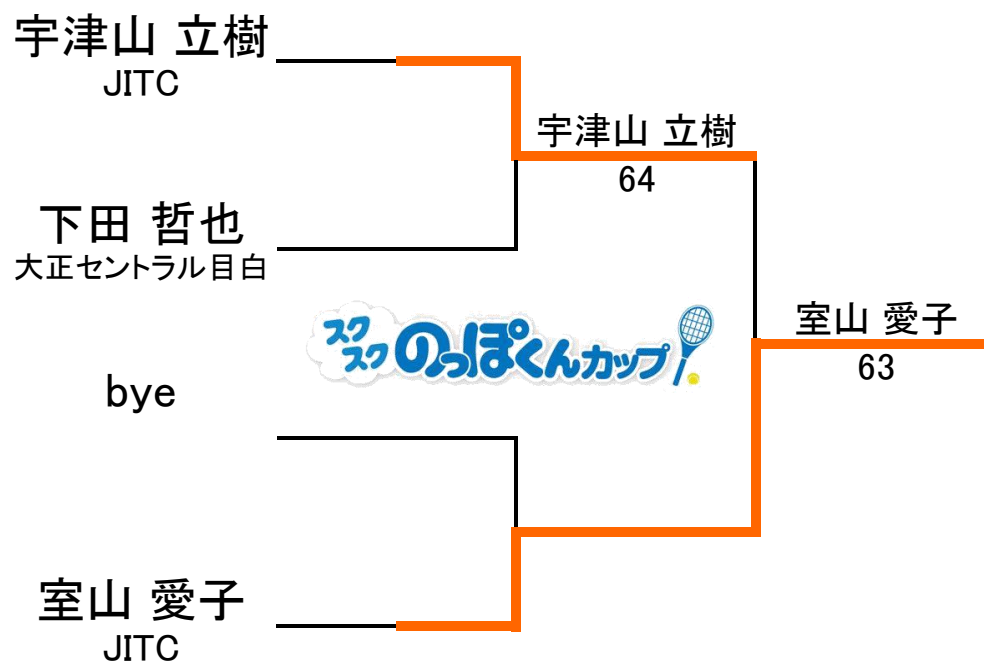 宇津山 立樹
JITC
宇津山 立樹
64
下田 哲也
大正セントラル目白
スク
スク
のっぽくんカップ
室山 愛子
63
bye
室山 愛子
JITC